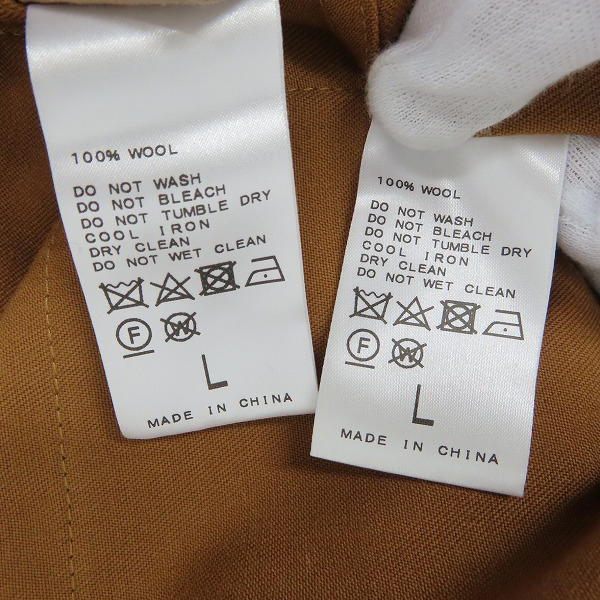 100% WOOL
DO NOT WASH
DO NOT BLEACH
DO NOT TUMBLE DRY
COOL IRON
DRY CLEAN
DO NOT WET CLEAN
F W
L
MADE IN CHINA
100% WOOL
DO NOT WASH
DO NOT BLEACH
DO NOT TUMBLE DRY
COOL IRON
DRY CLEAN
DO NOT WET CLEAN
F W
L
MADE IN CHINA